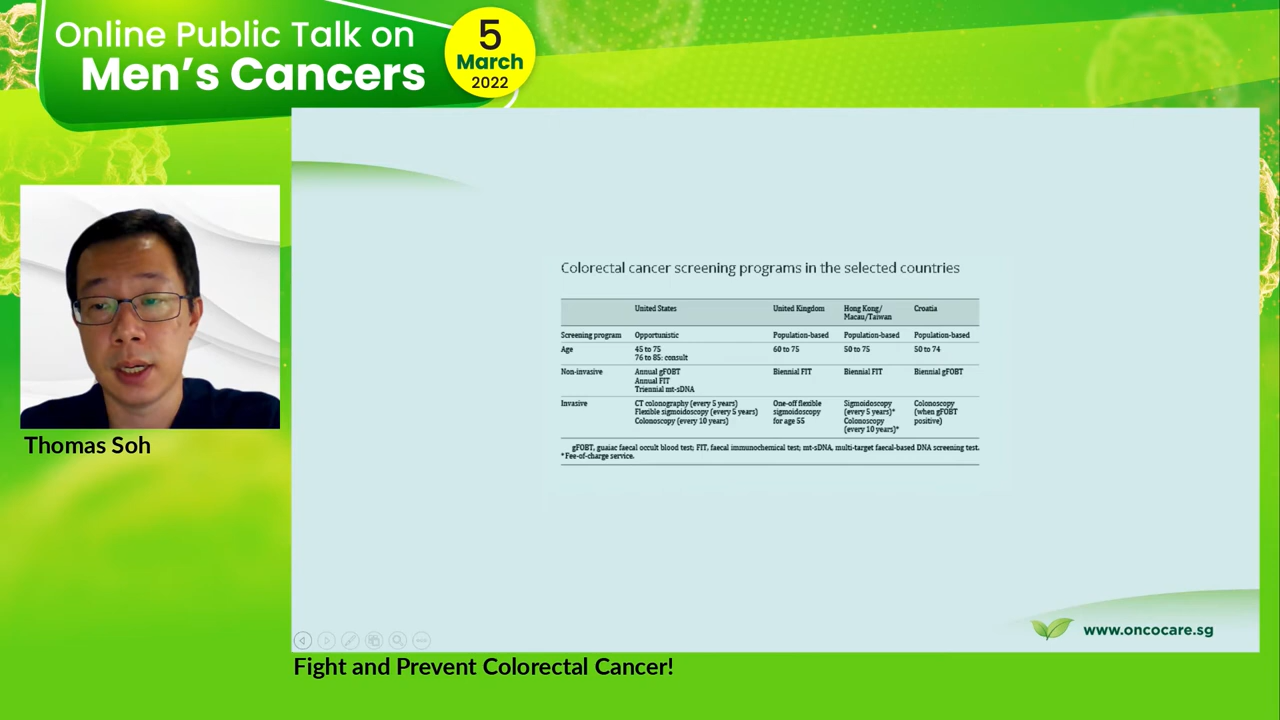 Online Public Talk on
Men's Cancers
5
March
2022
Thomas Soh
Colorectal cancer screening programs in the selected countries
United States United Kingdom Hong Kong/ Croatia
Macau/Taiwan
Screening program Opportunistic Population-based Population-based Population-based
Age 45 to 75 60 to 75 50 to 75 50 to 74
76 to 85: consult
Non-invasive Annual gFOBT Biennial FIT Biennial FIT Biennial gFOBT
Annual FIT
Triennial mt-sDNA
Invasive CT colonography (every 5 years) One-off flexible Sigmoidoscopy Colonoscopy
Flexible sigmoidoscopy (every 5 years) sigmoidoscopy (every 5 years)* (when gFOBT
Colonoscopy (every 10 years) for age 55 Colonoscopy positive)
(every 10 years)*
gFOBT, guaiac faecal occult blood test; FIT, faecal immunochemical test; mt-sDNA, multi-target faecal-based DNA screening test.
*Fee-of-charge service.
www.oncocare.sg
Fight and Prevent Colorectal Cancer!